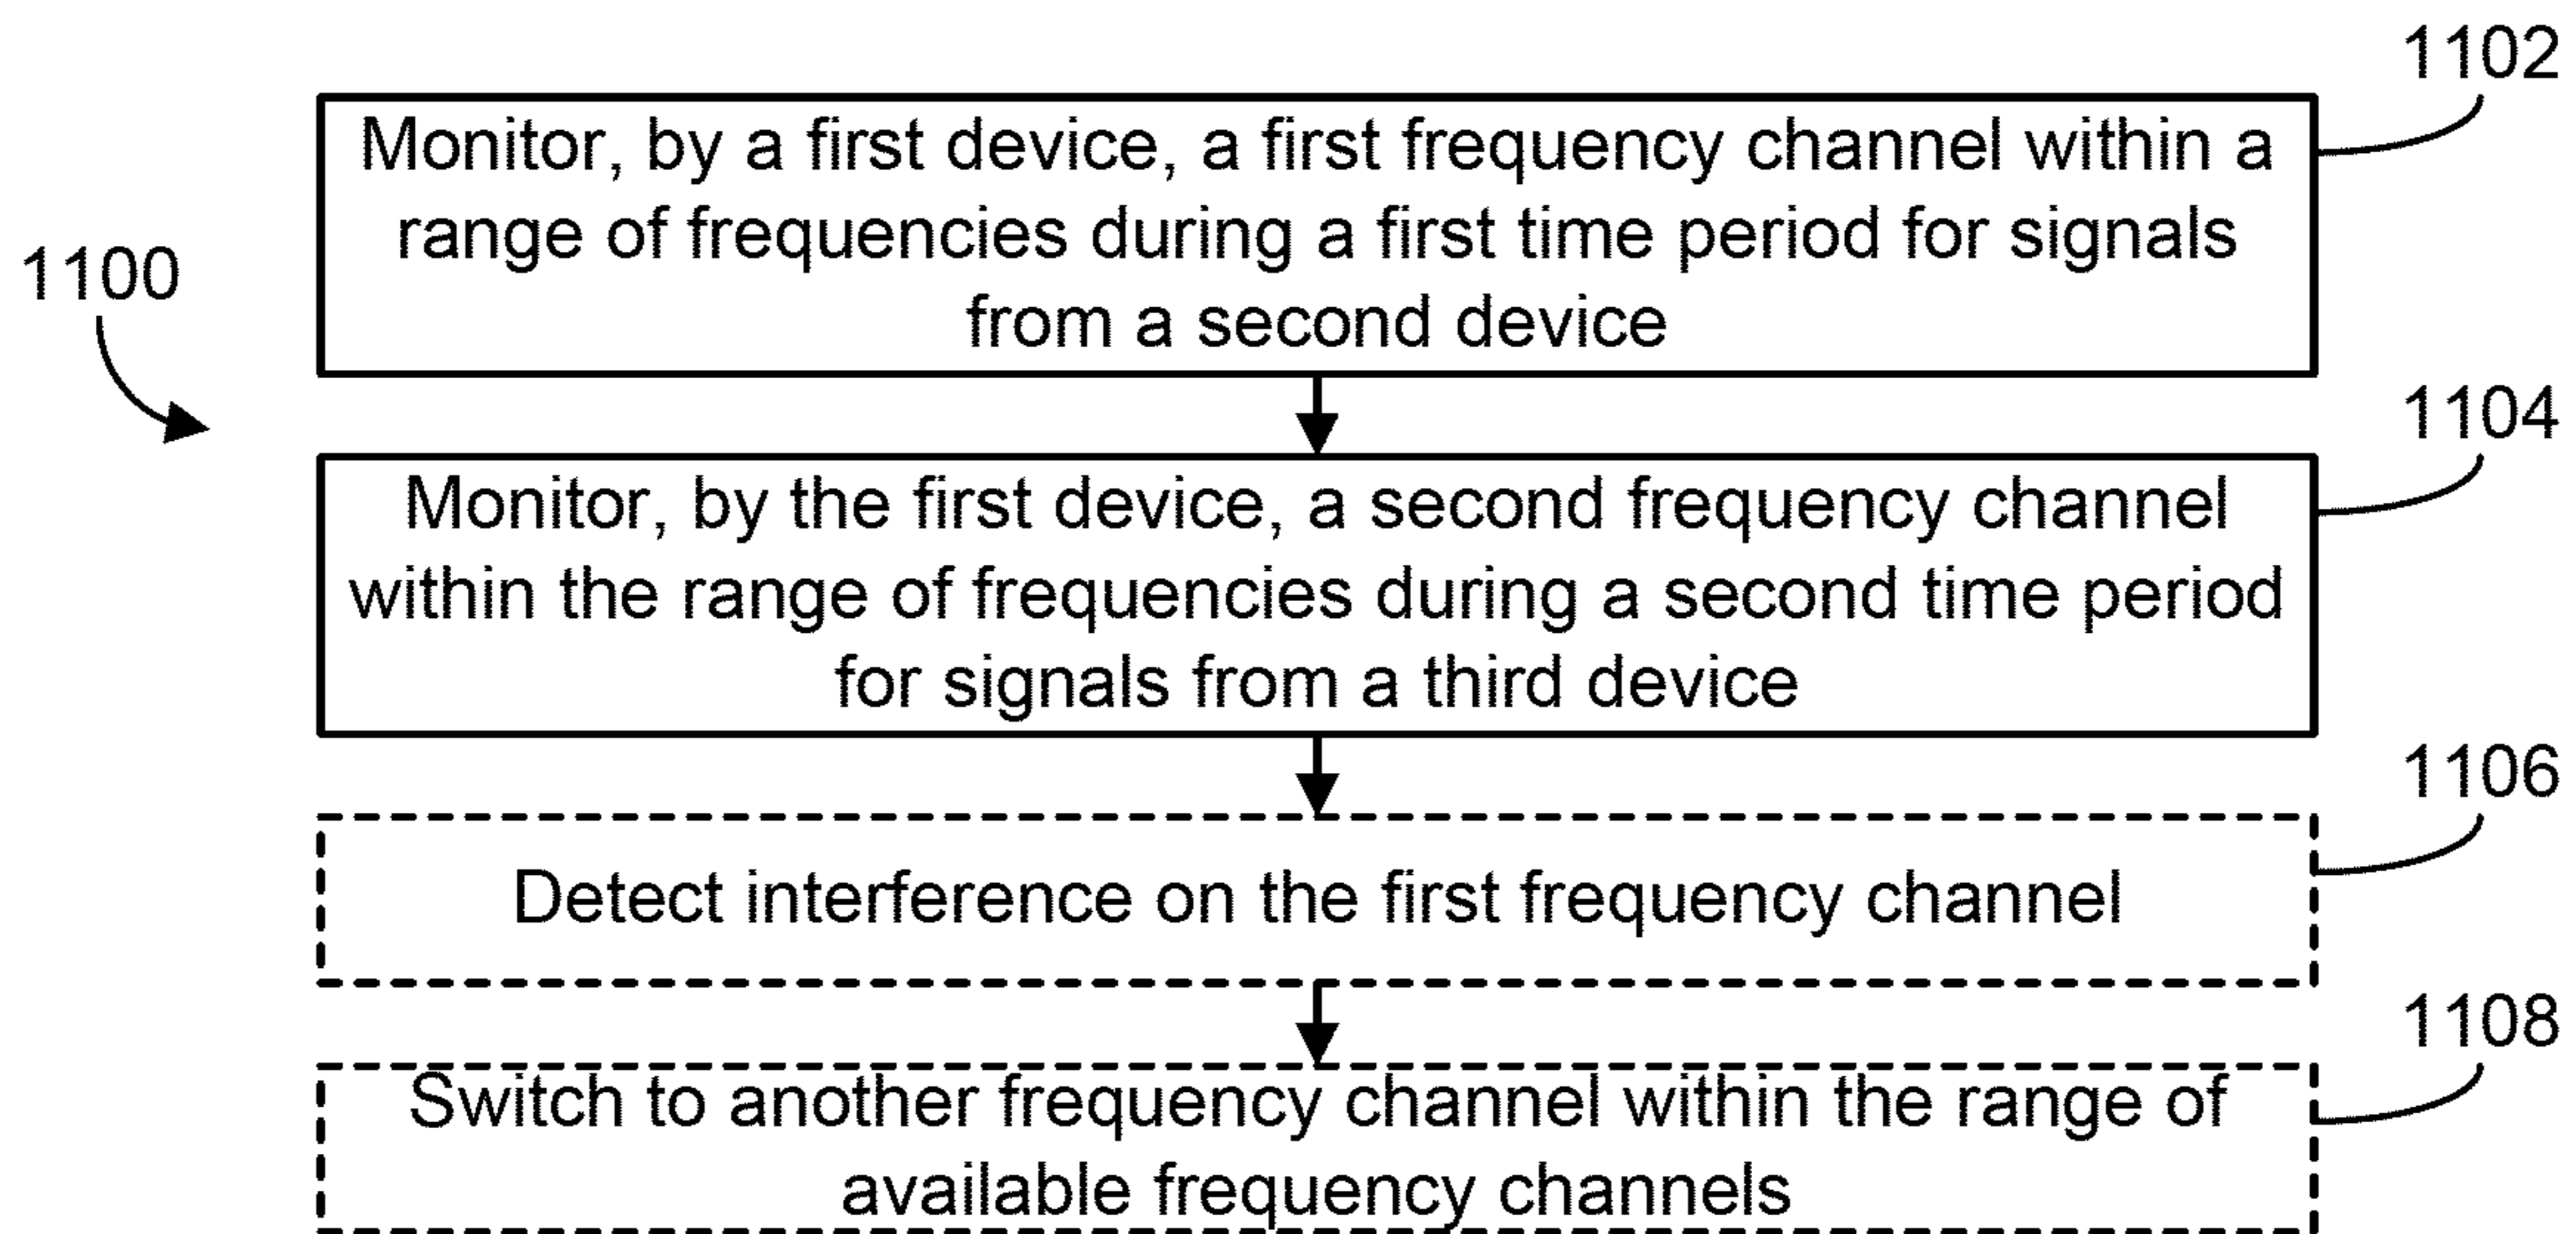 1102
Monitor, by a first device, a first frequency channel within a
range of frequencies during a first time period for signals
from a second device
1100
1104
Monitor, by the first device, a second frequency channel
within the range of frequencies during a second time period
for signals from a third device
1106
Detect interference on the first frequency channel
1108
Switch to another frequency channel within the range of
available frequency channels